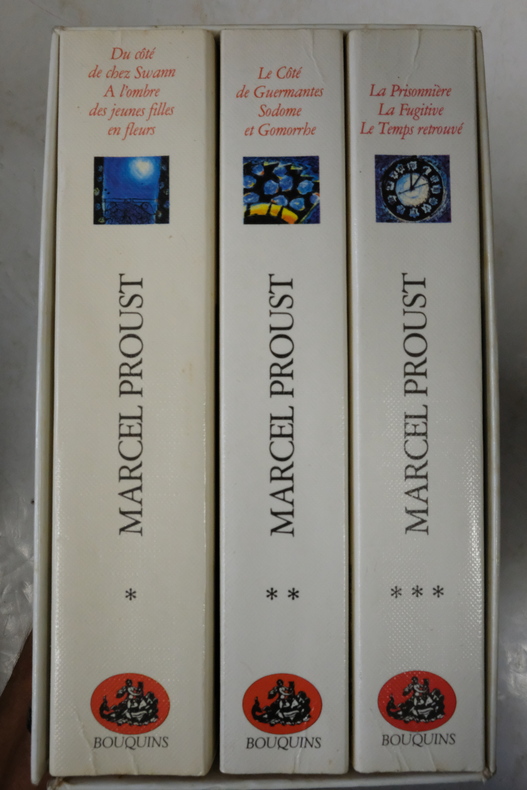 Du côté
de chez Swann
A l'ombre
des jeunes filles
en fleurs
MARCEL PROUST
*
BOUQUINS
Le Côté
de Guermantes
Sodome
et Gomorrhe
MARCEL PROUST
**
BOUQUINS
La Prisonnière
La Fugitive
Le Temps retrouvé
MARCEL PROUST
***
BOUQUINS